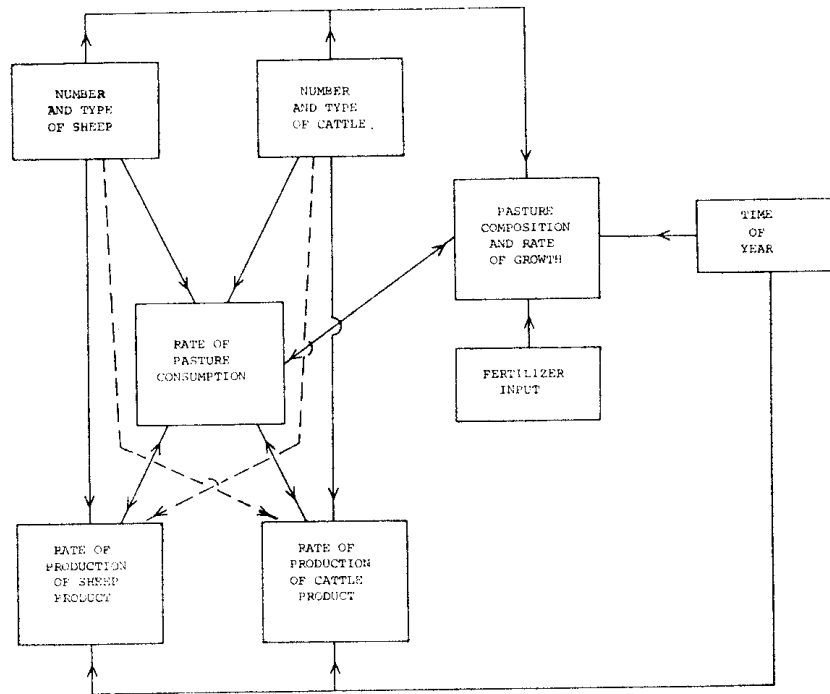 NUMBER
AND TYPE
OF SHEEP
NUMBER
AND TYPE
OF CATTLE
PASTURE
COMPOSITION
AND RATE
OF GROWTH
TIME
OF
YEAR
RATE OF
PASTURE
CONSUMPTION
FERTILIZER
INPUT
RATE OF
PRODUCTION
OF SHEEP
PRODUCT
RATE OF
PRODUCTION
OF CATTLE
PRODUCT